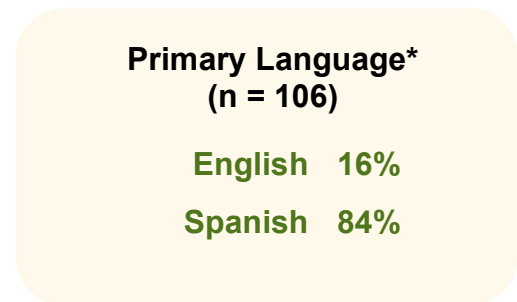 Primary Language*
(n = 106)
English 16%
Spanish 84%